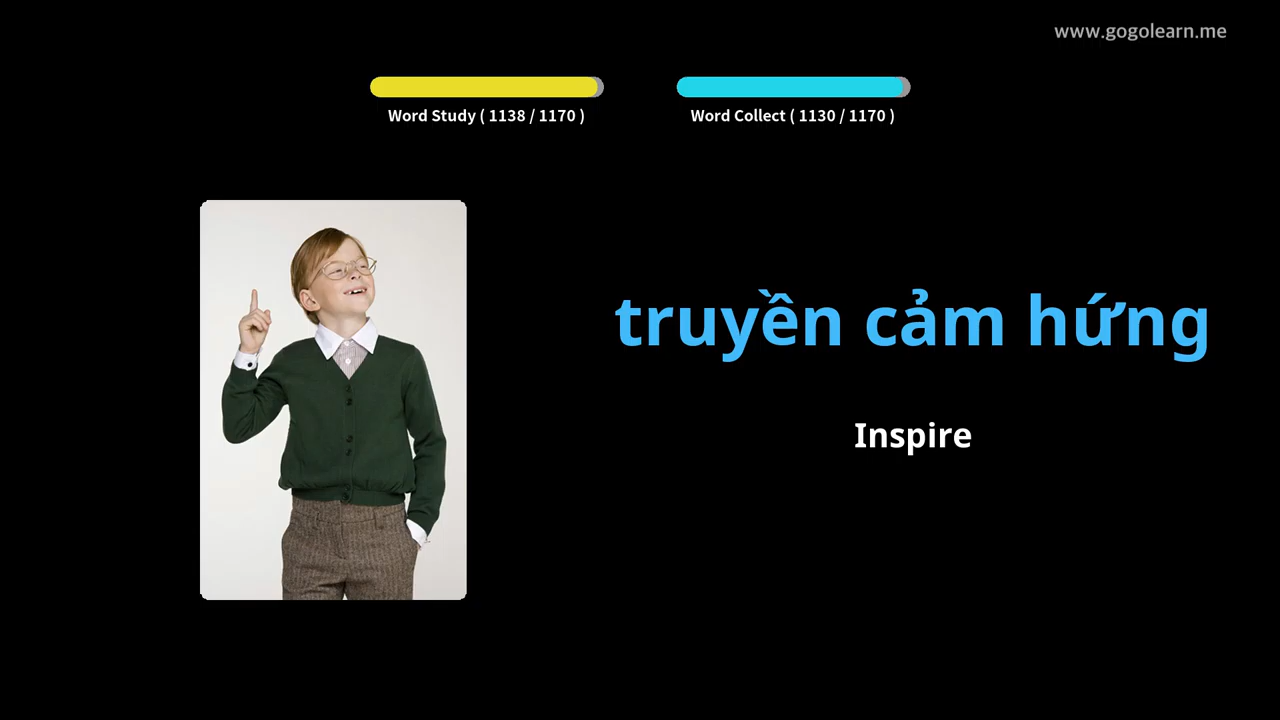 www.gogolearn.me
Word Study ( 1138 / 1170 )
Word Collect ( 1130 / 1170 )
truyền cảm hứng
Inspire